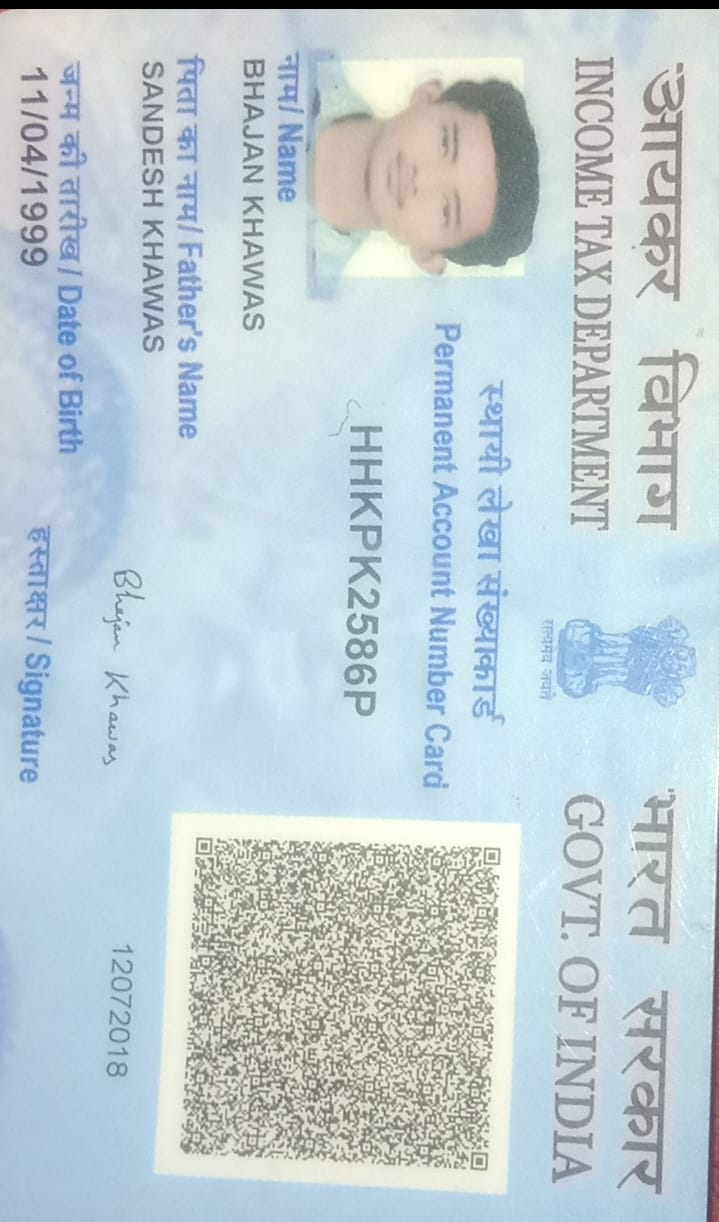 आयकर विभाग
INCOME TAX DEPARTMENT
सत्यमेव जयते
भारत सरकार
GOVT. OF INDIA
स्थायी लेखा संख्या कार्ड
Permanent Account Number Card
HHKPK2586P
नाम / Name
BHAJAN KHAWAS
पिता का नाम / Father's Name
SANDESH KHAWAS
जन्म की तारीख / Date of Birth
11/04/1999
Bhajan Khawas
हस्ताक्षर / Signature
12072018